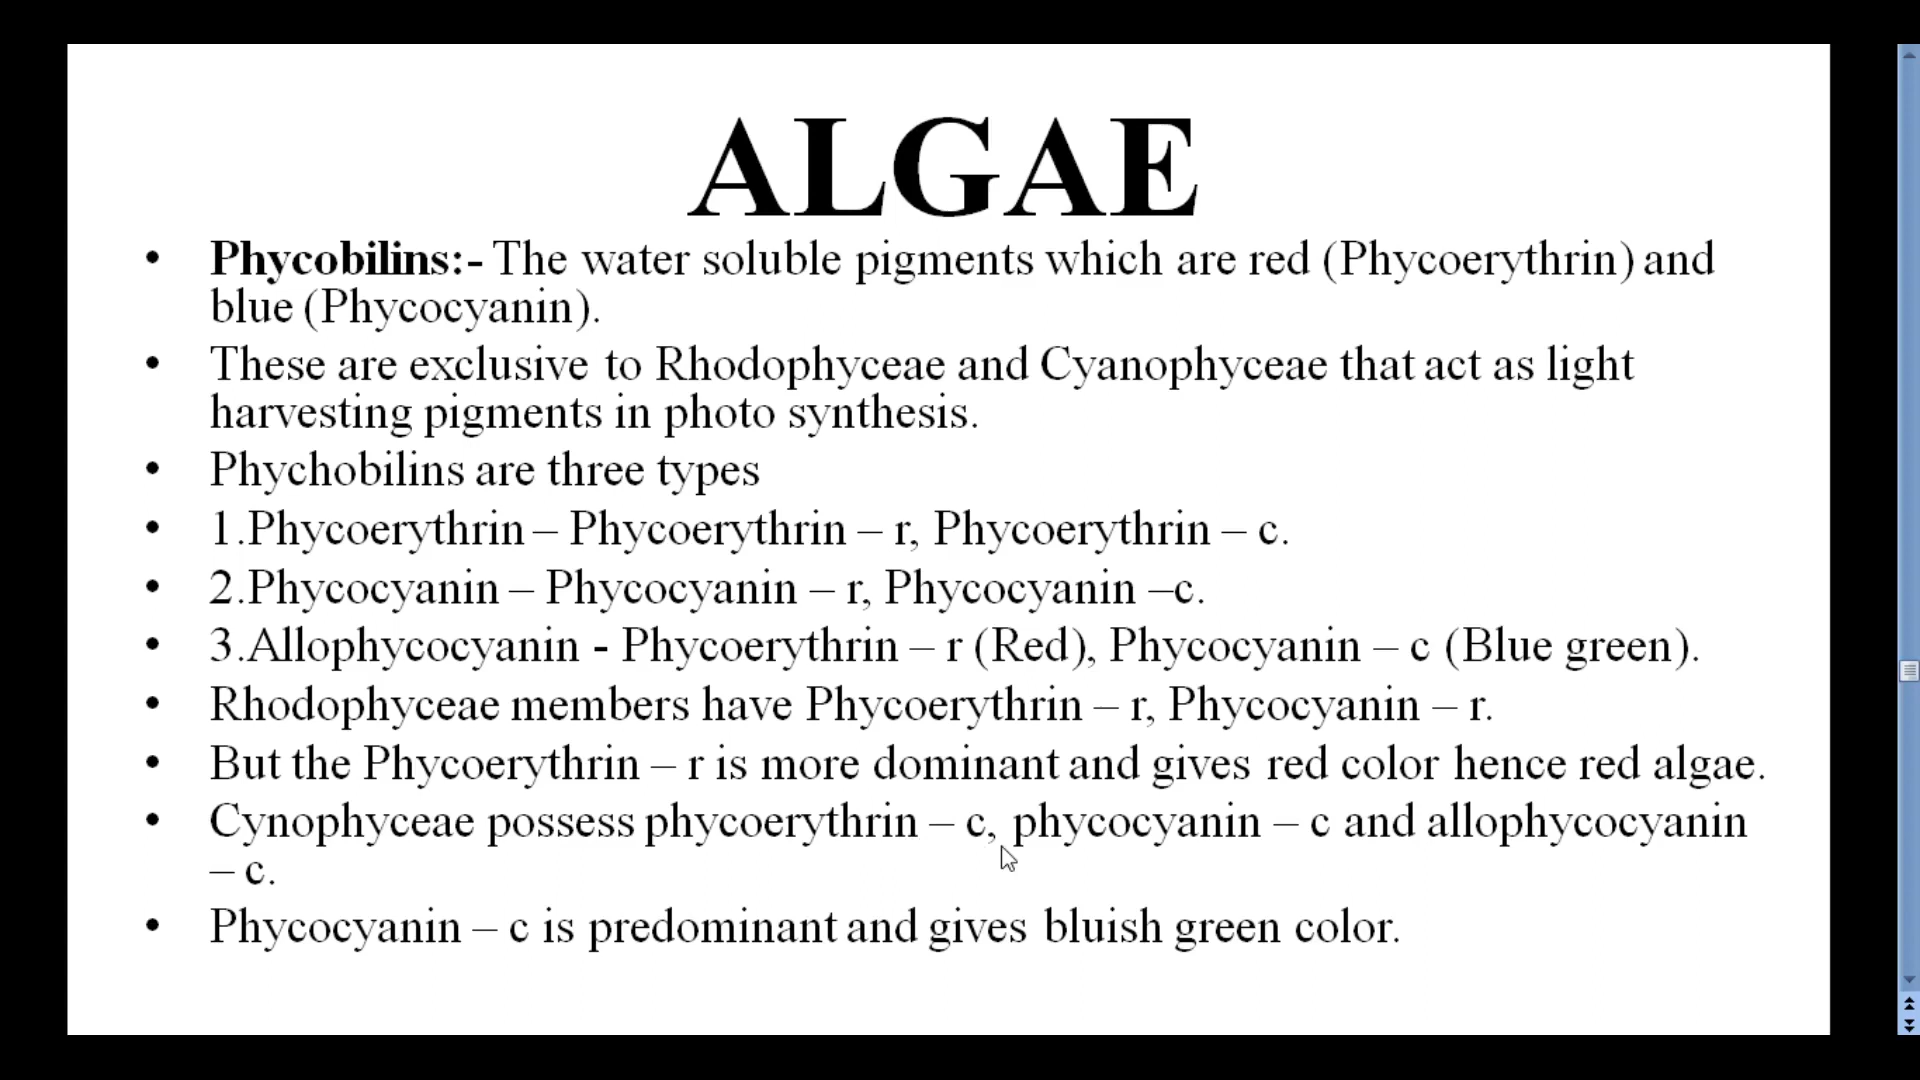 ALGAE
• Phycobilins:- The water soluble pigments which are red (Phycoerythrin) and
blue (Phycocyanin).
• These are exclusive to Rhodophyceae and Cyanophyceae that act as light
harvesting pigments in photo synthesis.
• Phychobilins are three types
• 1.Phycoerythrin – Phycoerythrin – r, Phycoerythrin – c.
• 2.Phycocyanin – Phycocyanin – r, Phycocyanin –c.
• 3.Allophycocyanin - Phycoerythrin – r (Red), Phycocyanin – c (Blue green).
• Rhodophyceae members have Phycoerythrin – r, Phycocyanin – r.
• But the Phycoerythrin – r is more dominant and gives red color hence red algae.
• Cynophyceae possess phycoerythrin – c, phycocyanin – c and allophycocyanin
– c.
• Phycocyanin – c is predominant and gives bluish green color.